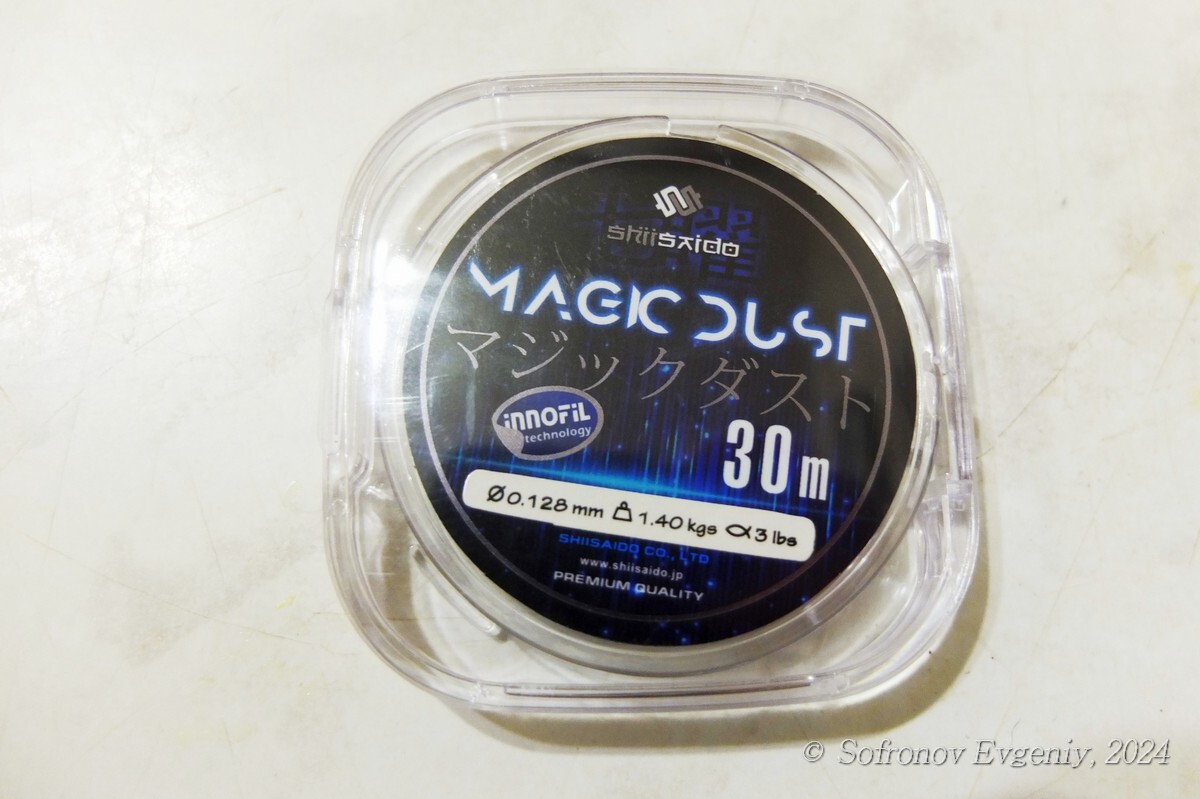 SHIISAIDO
MAGIC DUST
マジックダスト
INNOFIL
technology
30m
Ø0.128 mm 1.40 kgs 3 lbs
SHIISAIDO CO., LTD
www.shiisaido.jp
PREMIUM QUALITY
© Sofronov Evgeniy, 2024